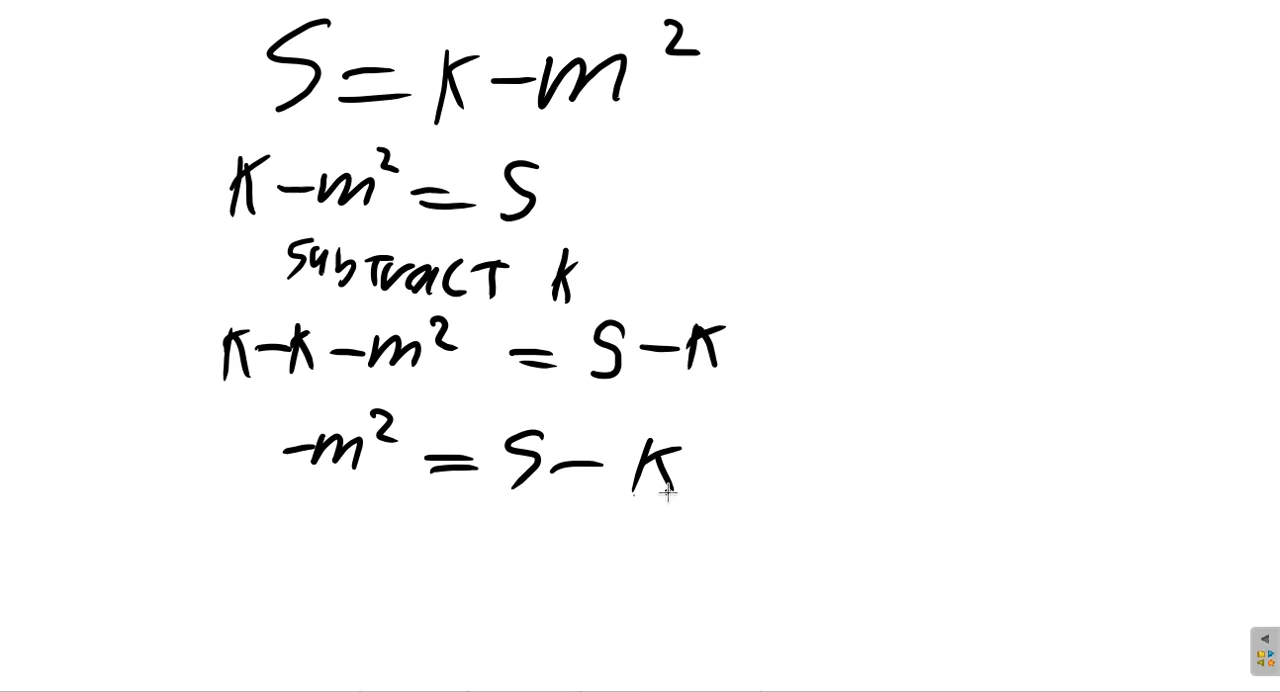 S = K - m²
K - m² = S
subtract K
K - K - m² = S - K
-m² = S - K